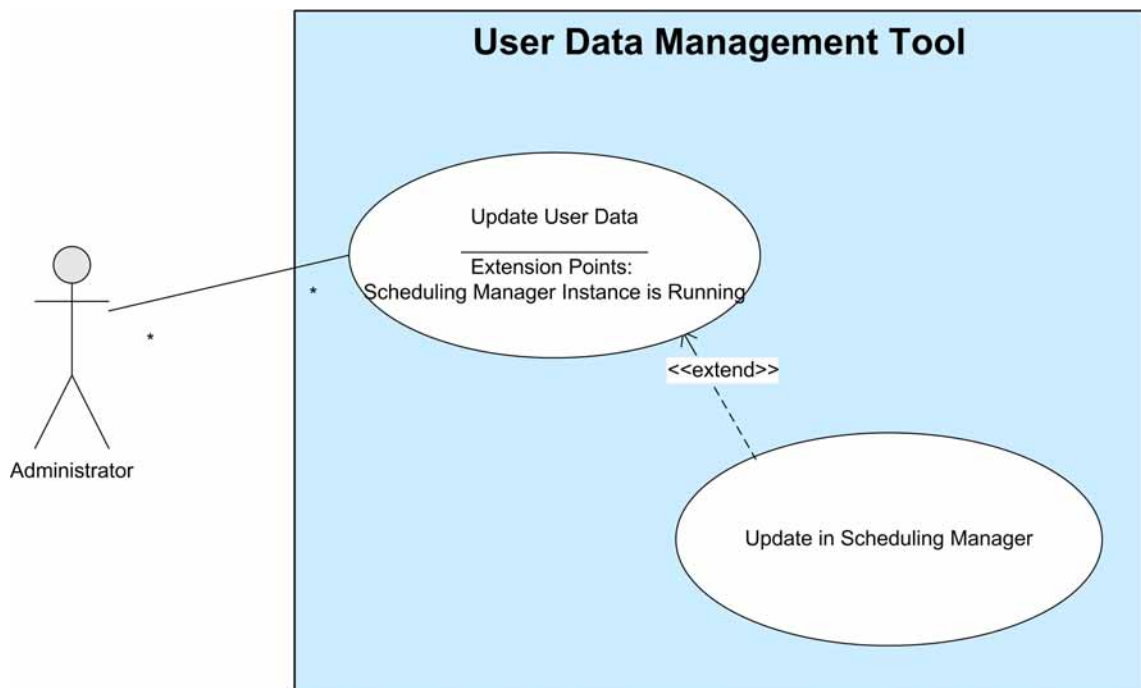 User Data Management Tool
Update User Data
Extension Points:
Scheduling Manager Instance is Running
*
*
<<extend>>
Administrator
Update in Scheduling Manager